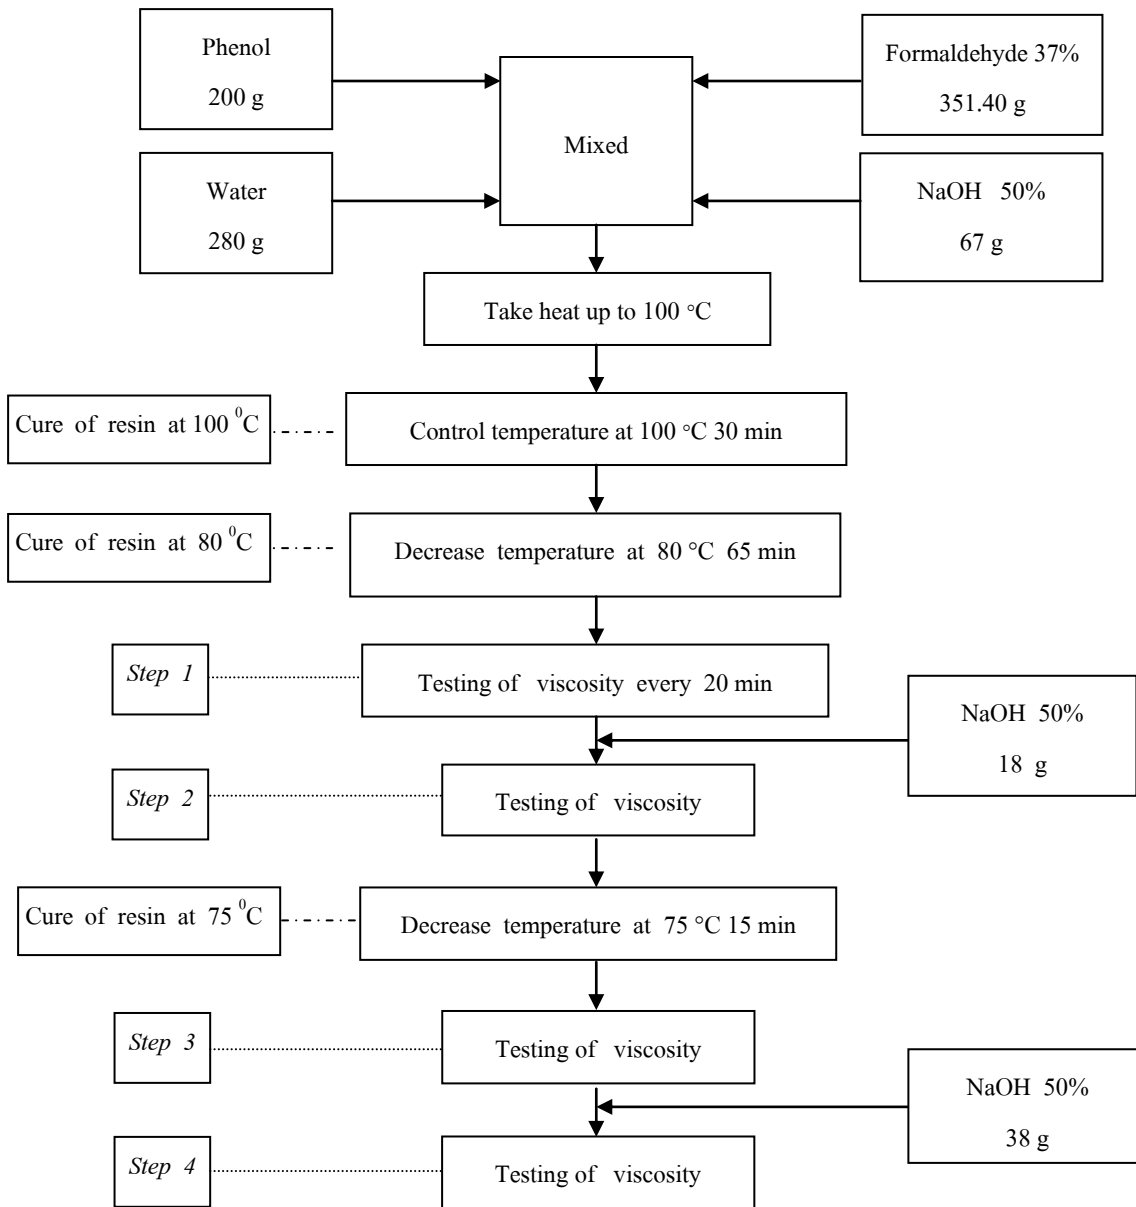 Phenol
200 g
Formaldehyde 37%
351.40 g
Mixed
Water
280 g
NaOH 50%
67 g
Take heat up to 100 °C
Cure of resin at 100 ⁰C
Control temperature at 100 °C 30 min
Cure of resin at 80 ⁰C
Decrease temperature at 80 °C 65 min
Step 1
Testing of viscosity every 20 min
NaOH 50%
18 g
Step 2
Testing of viscosity
Cure of resin at 75 ⁰C
Decrease temperature at 75 °C 15 min
Step 3
Testing of viscosity
NaOH 50%
38 g
Step 4
Testing of viscosity